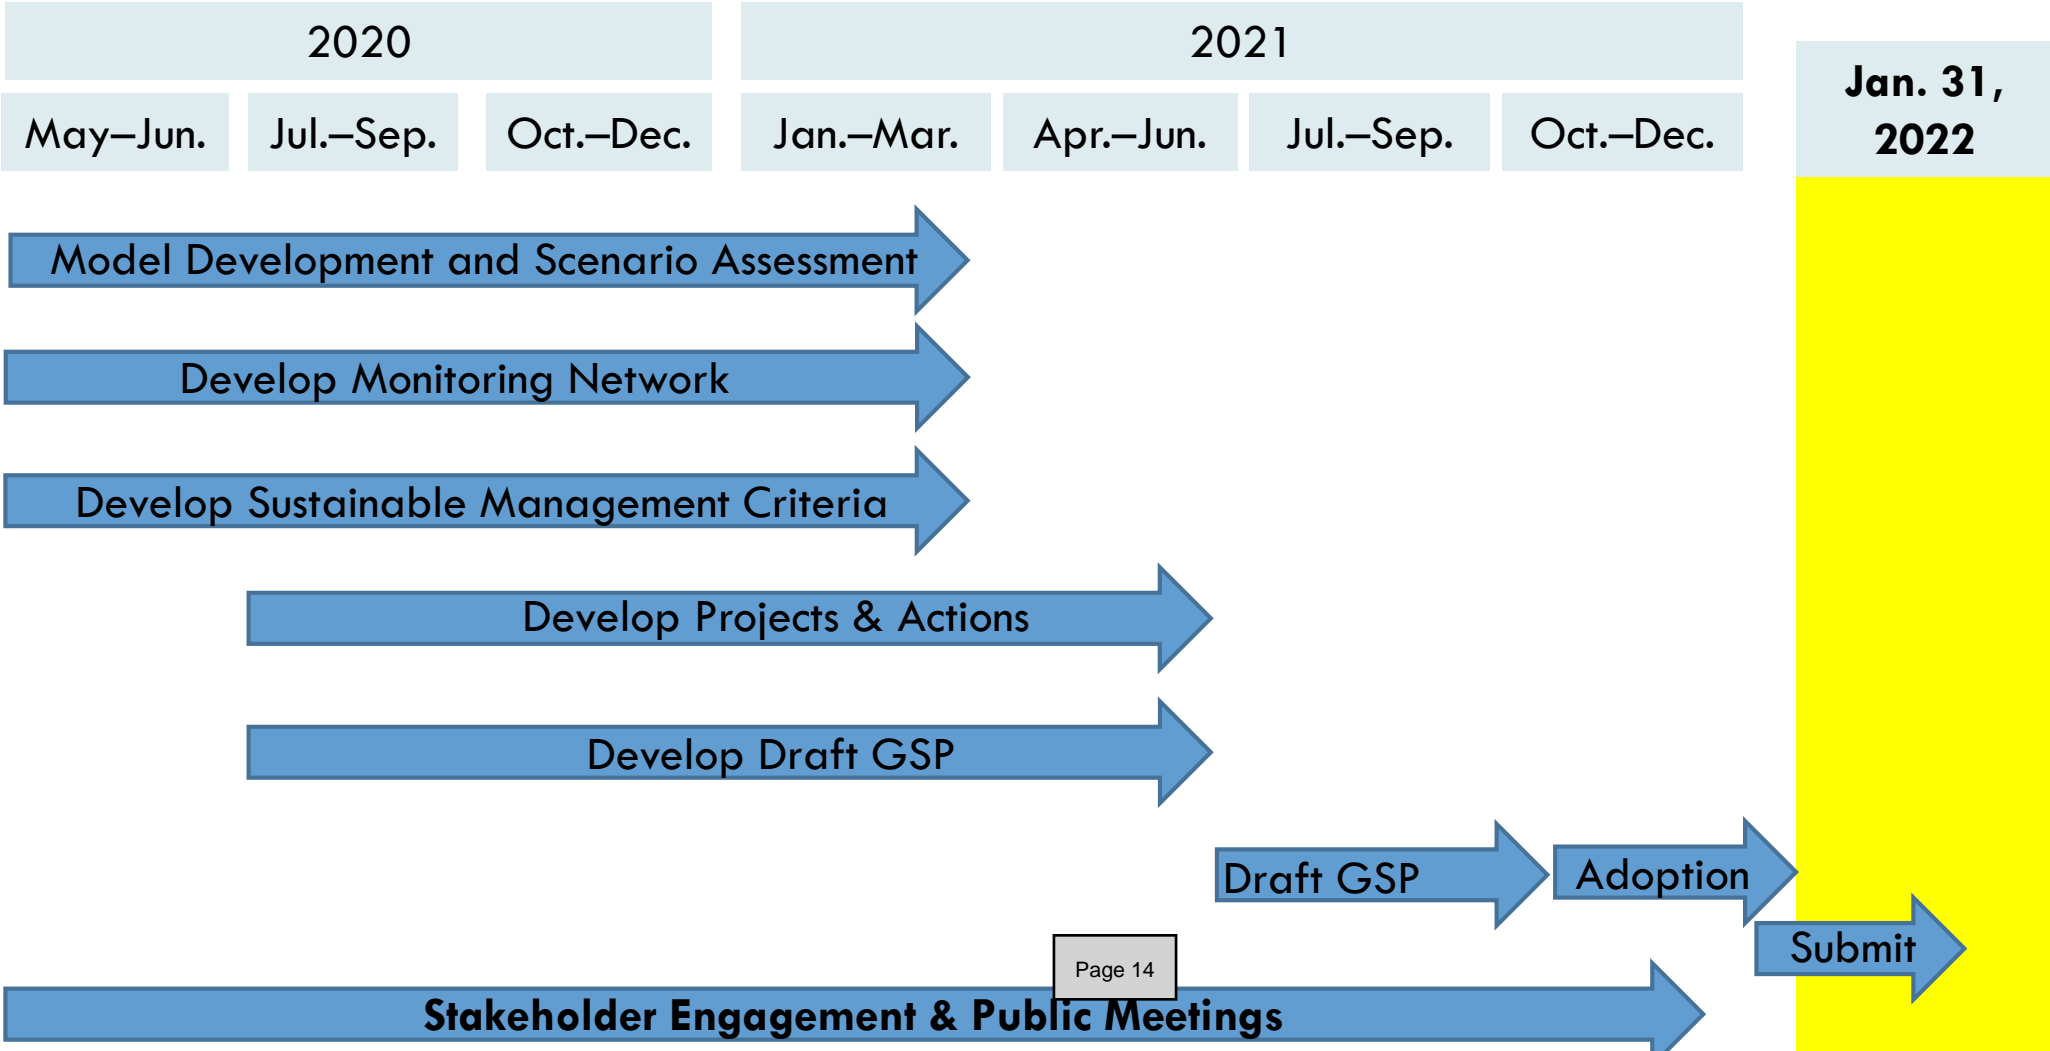 2020
2021
Jan. 31,
2022
May–Jun.
Jul.–Sep.
Oct.–Dec.
Jan.–Mar.
Apr.–Jun.
Jul.–Sep.
Oct.–Dec.
Model Development and Scenario Assessment
Develop Monitoring Network
Develop Sustainable Management Criteria
Develop Projects & Actions
Develop Draft GSP
Draft GSP
Adoption
Submit
Page 14
Stakeholder Engagement & Public Meetings